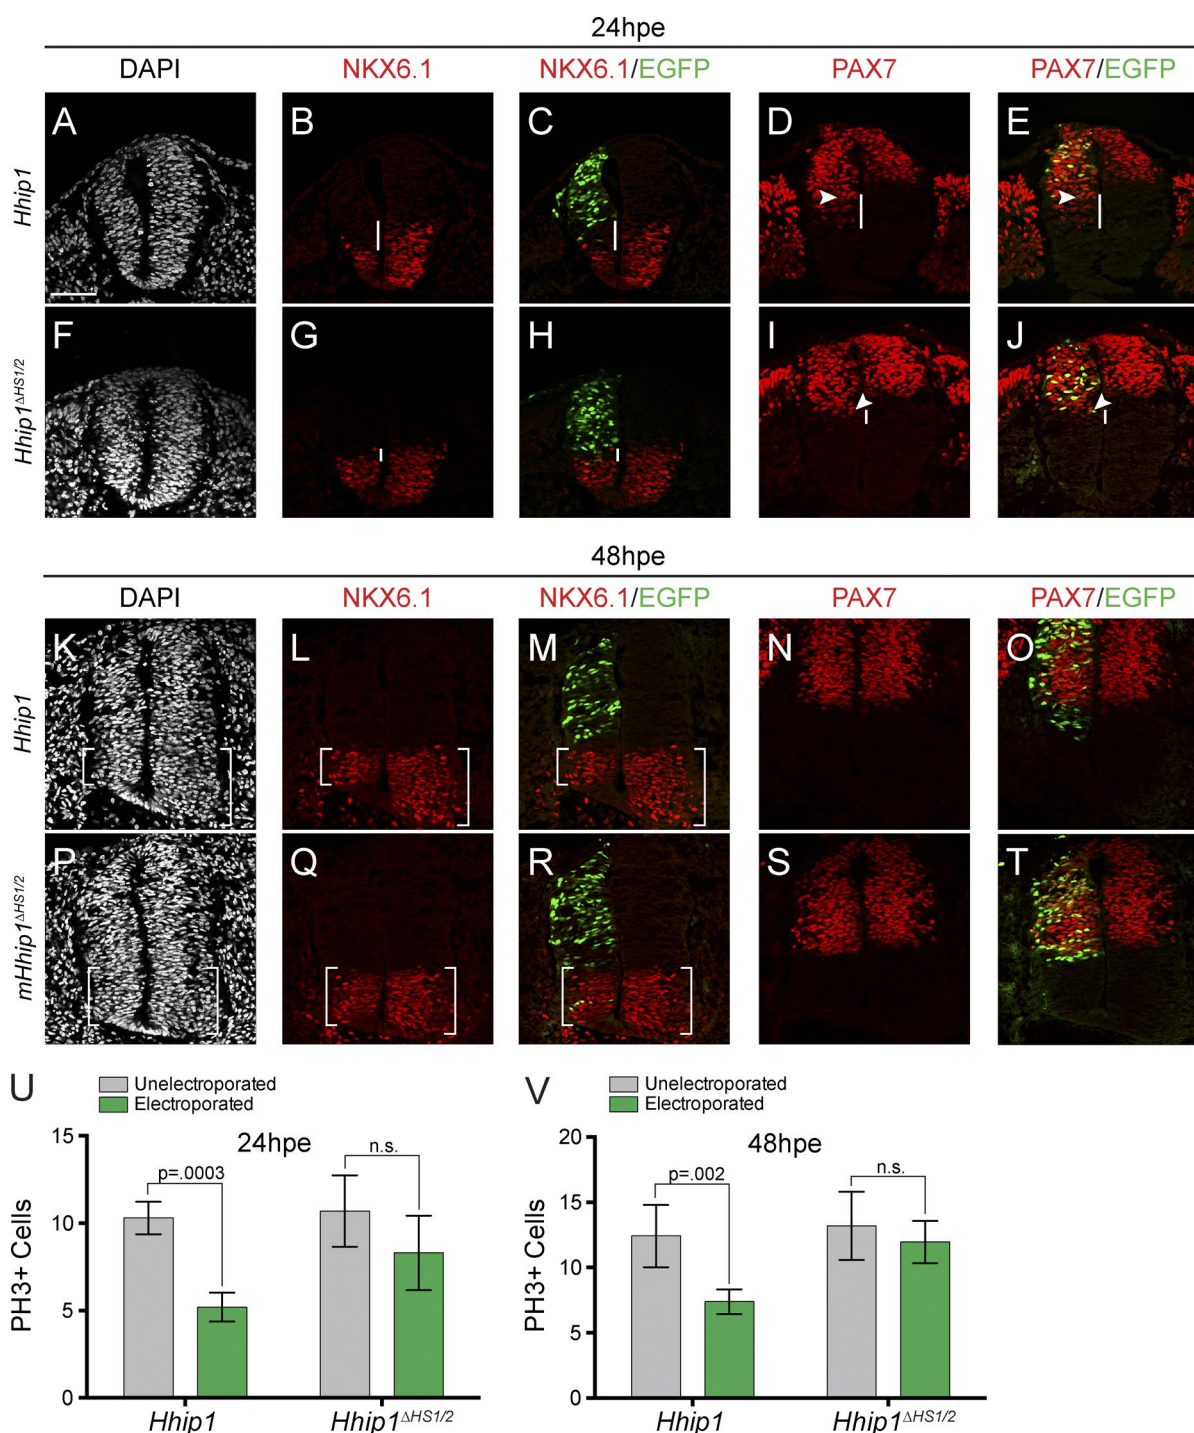 24hpe
DAPI NKX6.1 NKX6.1/EGFP PAX7 PAX7/EGFP
Hhip1
A B C D E
Hhip1ΔHS1/2
F G H I J
48hpe
DAPI NKX6.1 NKX6.1/EGFP PAX7 PAX7/EGFP
Hhip1
K L M N O
mHhip1ΔHS1/2
P Q R S T
U
Unelectroporated
Electroporated
24hpe
PH3+ Cells
15
10
5
0
p=.0003
n.s.
Hhip1 Hhip1ΔHS1/2
V
Unelectroporated
Electroporated
48hpe
PH3+ Cells
20
15
10
5
0
p=.002
n.s.
Hhip1 Hhip1ΔHS1/2